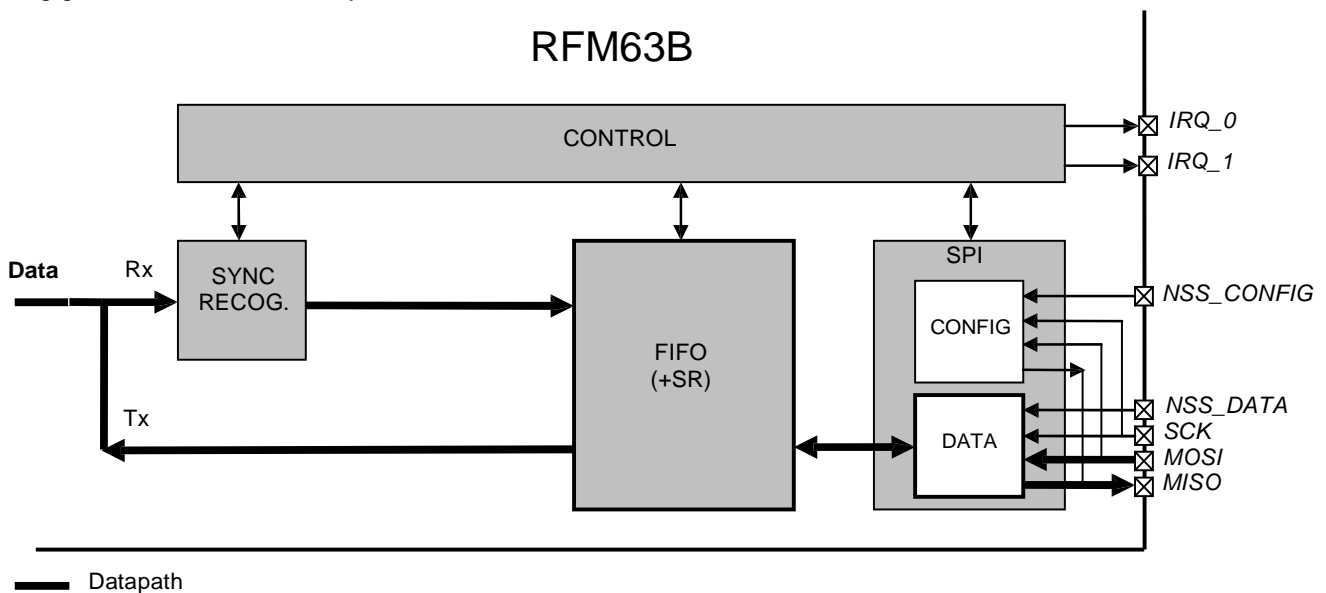 RFM63B
CONTROL
IRQ_0
IRQ_1
Data
Rx
SYNC
RECOG.
SPI
NSS_CONFIG
CONFIG
FIFO
(+SR)
Tx
NSS_DATA
SCK
DATA
MOSI
MISO
Datapath